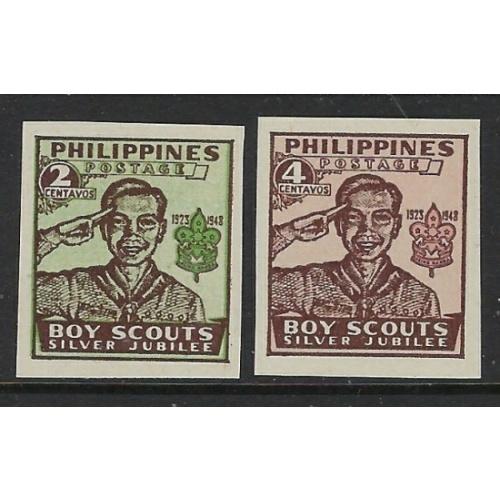 PHILIPPINES
POSTAGE
2
CENTAVOS
1923 1948
BOY SCOUTS
SILVER JUBILEE
PHILIPPINES
POSTAGE
4
CENTAVOS
1923 1948
BOY SCOUTS
SILVER JUBILEE